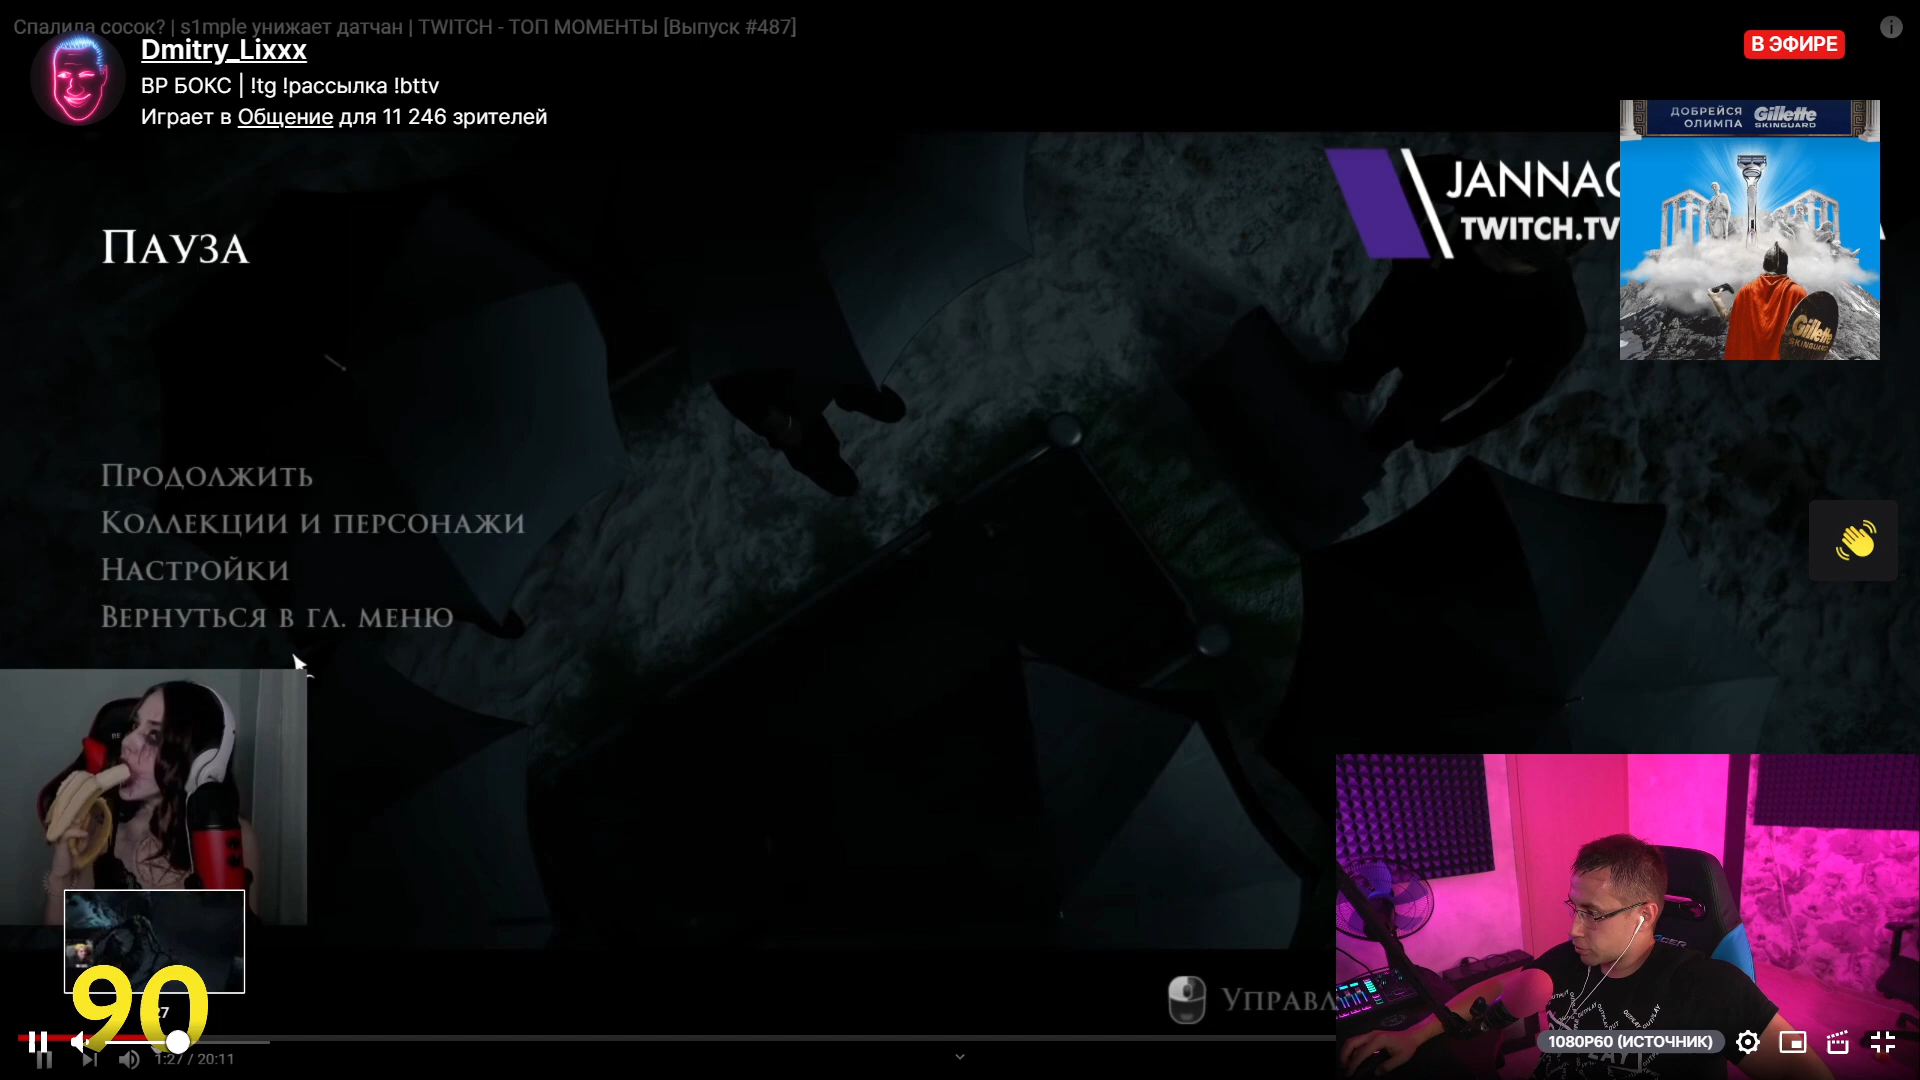 Спалила сосок? | s1mple унижает датчан | TWITCH - ТОП МОМЕНТЫ [Выпуск #487]
Dmitry_Lixxx
ВР БОКС | !tg !рассылка !bttv
Играет в Общение для 11 246 зрителей
В ЭФИРЕ
ДОБРЕЙСЯ
ОЛИМПА
Gillette
SKINGUARD
JANNA
TWITCH.TV
Gillette
SKINGUARD
Пауза
Продолжить
Коллекции и персонажи
Настройки
Вернуться в гл. меню
90
1:27 / 20:11
Управл
1080P60 (ИСТОЧНИК)